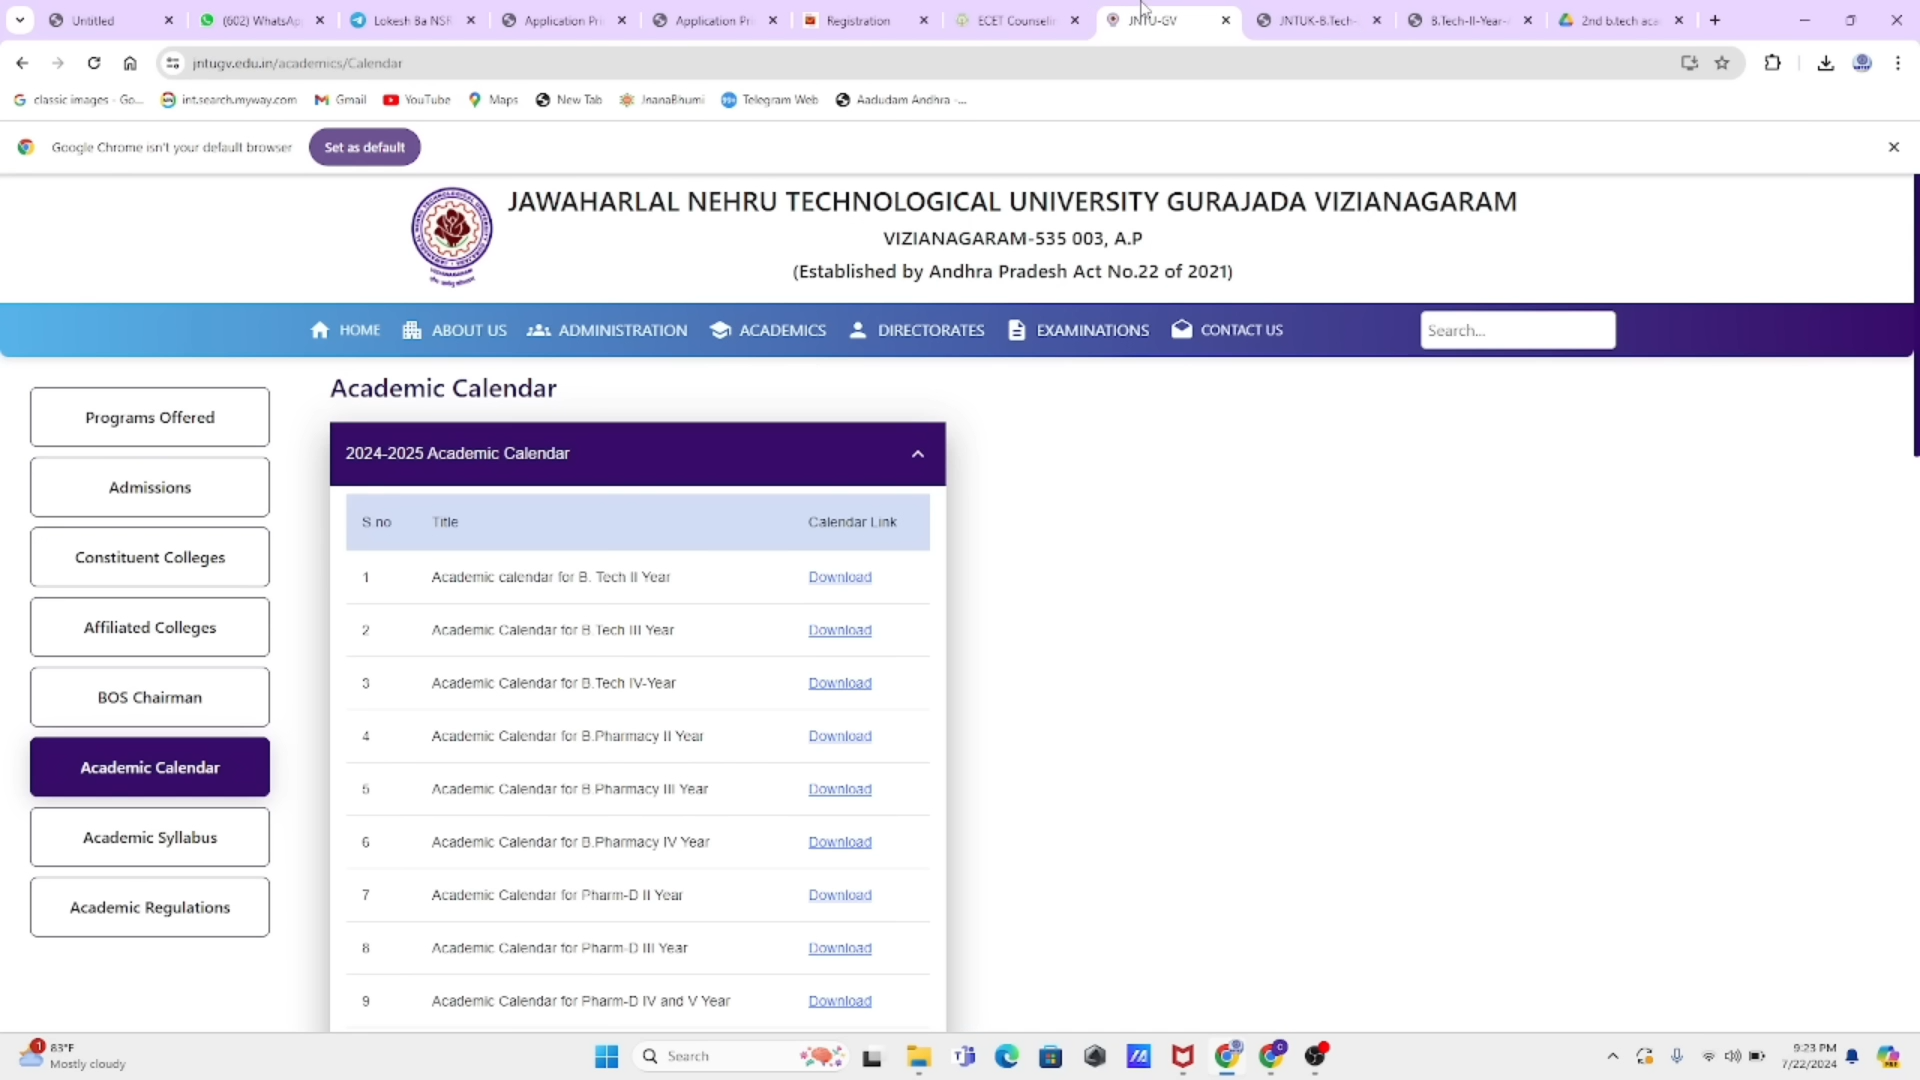 Untitled
(602) WhatsAp
Lokesh Ba NSR
Application Pri
Application Pri
Registration
ECET Counselin
JNTU-GV
JNTUK-B.Tech-
B.Tech-II-Year-
2nd b.tech aca
jntugv.edu.in/academics/Calendar
classic images - Go...
int.search.myway.com
Gmail
YouTube
Maps
New Tab
JnanaBhumi
Telegram Web
Aadudam Andhra -...
Google Chrome isn't your default browser
Set as default
JAWAHARLAL NEHRU TECHNOLOGICAL UNIVERSITY GURAJADA VIZIANAGARAM
VIZIANAGARAM-535 003, A.P
(Established by Andhra Pradesh Act No.22 of 2021)
HOME
ABOUT US
ADMINISTRATION
ACADEMICS
DIRECTORATES
EXAMINATIONS
CONTACT US
Search...
Programs Offered
Admissions
Constituent Colleges
Affiliated Colleges
BOS Chairman
Academic Calendar
Academic Syllabus
Academic Regulations
Academic Calendar
2024-2025 Academic Calendar
S no Title Calendar Link
1 Academic calendar for B. Tech II Year Download
2 Academic Calendar for B.Tech III Year Download
3 Academic Calendar for B.Tech IV-Year Download
4 Academic Calendar for B.Pharmacy II Year Download
5 Academic Calendar for B.Pharmacy III Year Download
6 Academic Calendar for B.Pharmacy IV Year Download
7 Academic Calendar for Pharm-D II Year Download
8 Academic Calendar for Pharm-D III Year Download
9 Academic Calendar for Pharm-D IV and V Year Download
1
83°F
Mostly cloudy
Search
9:23 PM
7/22/2024